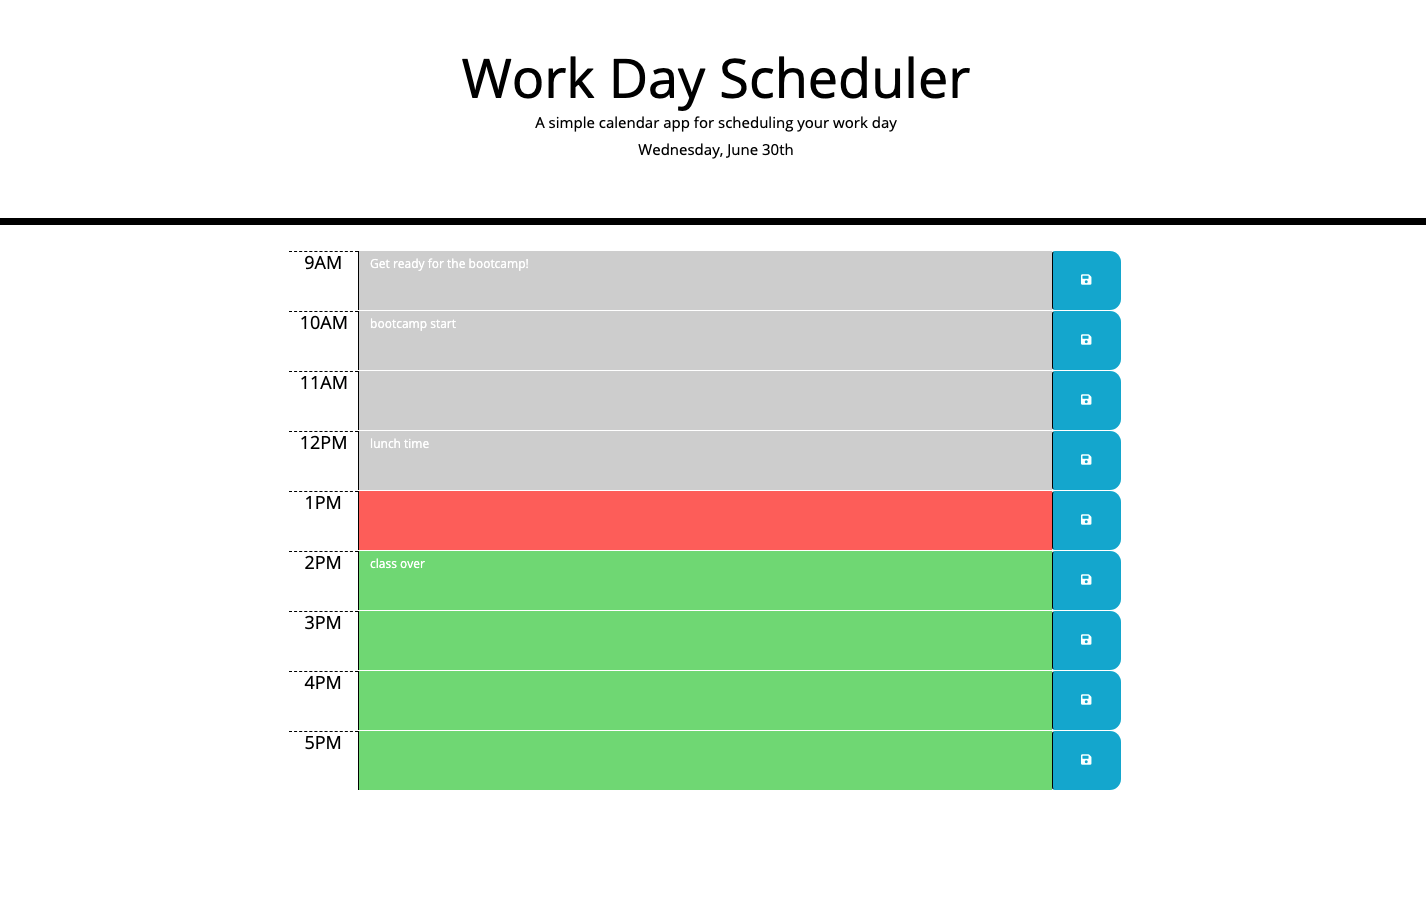 Work Day Scheduler
A simple calendar app for scheduling your work day
Wednesday, June 30th
9AM Get ready for the bootcamp!
10AM bootcamp start
11AM
12PM lunch time
1PM
2PM class over
3PM
4PM
5PM